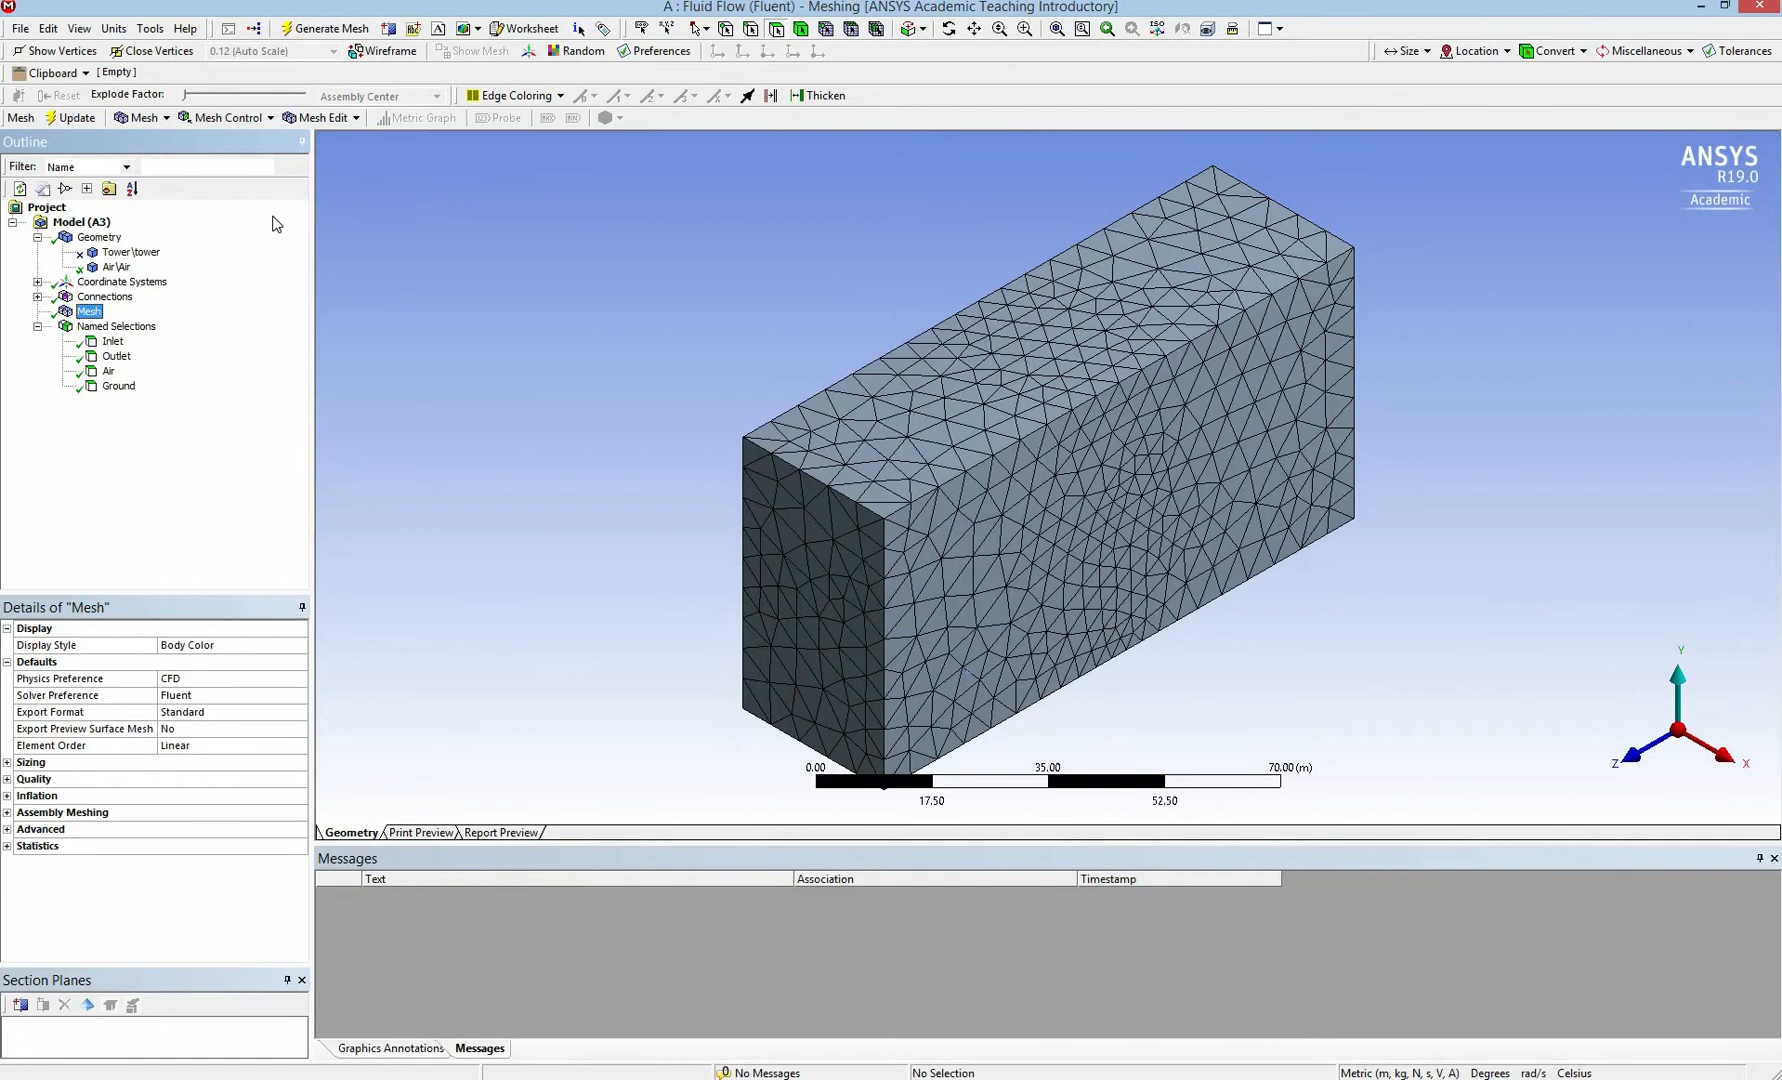 A : Fluid Flow (Fluent) - Meshing [ANSYS Academic Teaching Introductory]
File Edit View Units Tools Help Generate Mesh Worksheet
Show Vertices Close Vertices 0.12 (Auto Scale) Wireframe Show Mesh Random Preferences Size Location Convert Miscellaneous Tolerances
Clipboard [ Empty ]
Reset Explode Factor: Assembly Center Edge Coloring Thicken
Mesh Update Mesh Mesh Control Mesh Edit Metric Graph Probe
Outline
Filter: Name
Project
Model (A3)
Geometry
Tower\tower
Air\Air
Coordinate Systems
Connections
Mesh
Named Selections
Inlet
Outlet
Air
Ground
ANSYS
R19.0
Academic
Details of "Mesh"
Display
Display Style Body Color
Defaults
Physics Preference CFD
Solver Preference Fluent
Export Format Standard
Export Preview Surface Mesh No
Element Order Linear
Sizing
Quality
Inflation
Assembly Meshing
Advanced
Statistics
Y
Z
X
0.00 35.00 70.00 (m)
17.50 52.50
Geometry Print Preview Report Preview
Messages
Text Association Timestamp
Section Planes
Graphics Annotations Messages
No Messages No Selection Metric (m, kg, N, s, V, A) Degrees rad/s Celsius